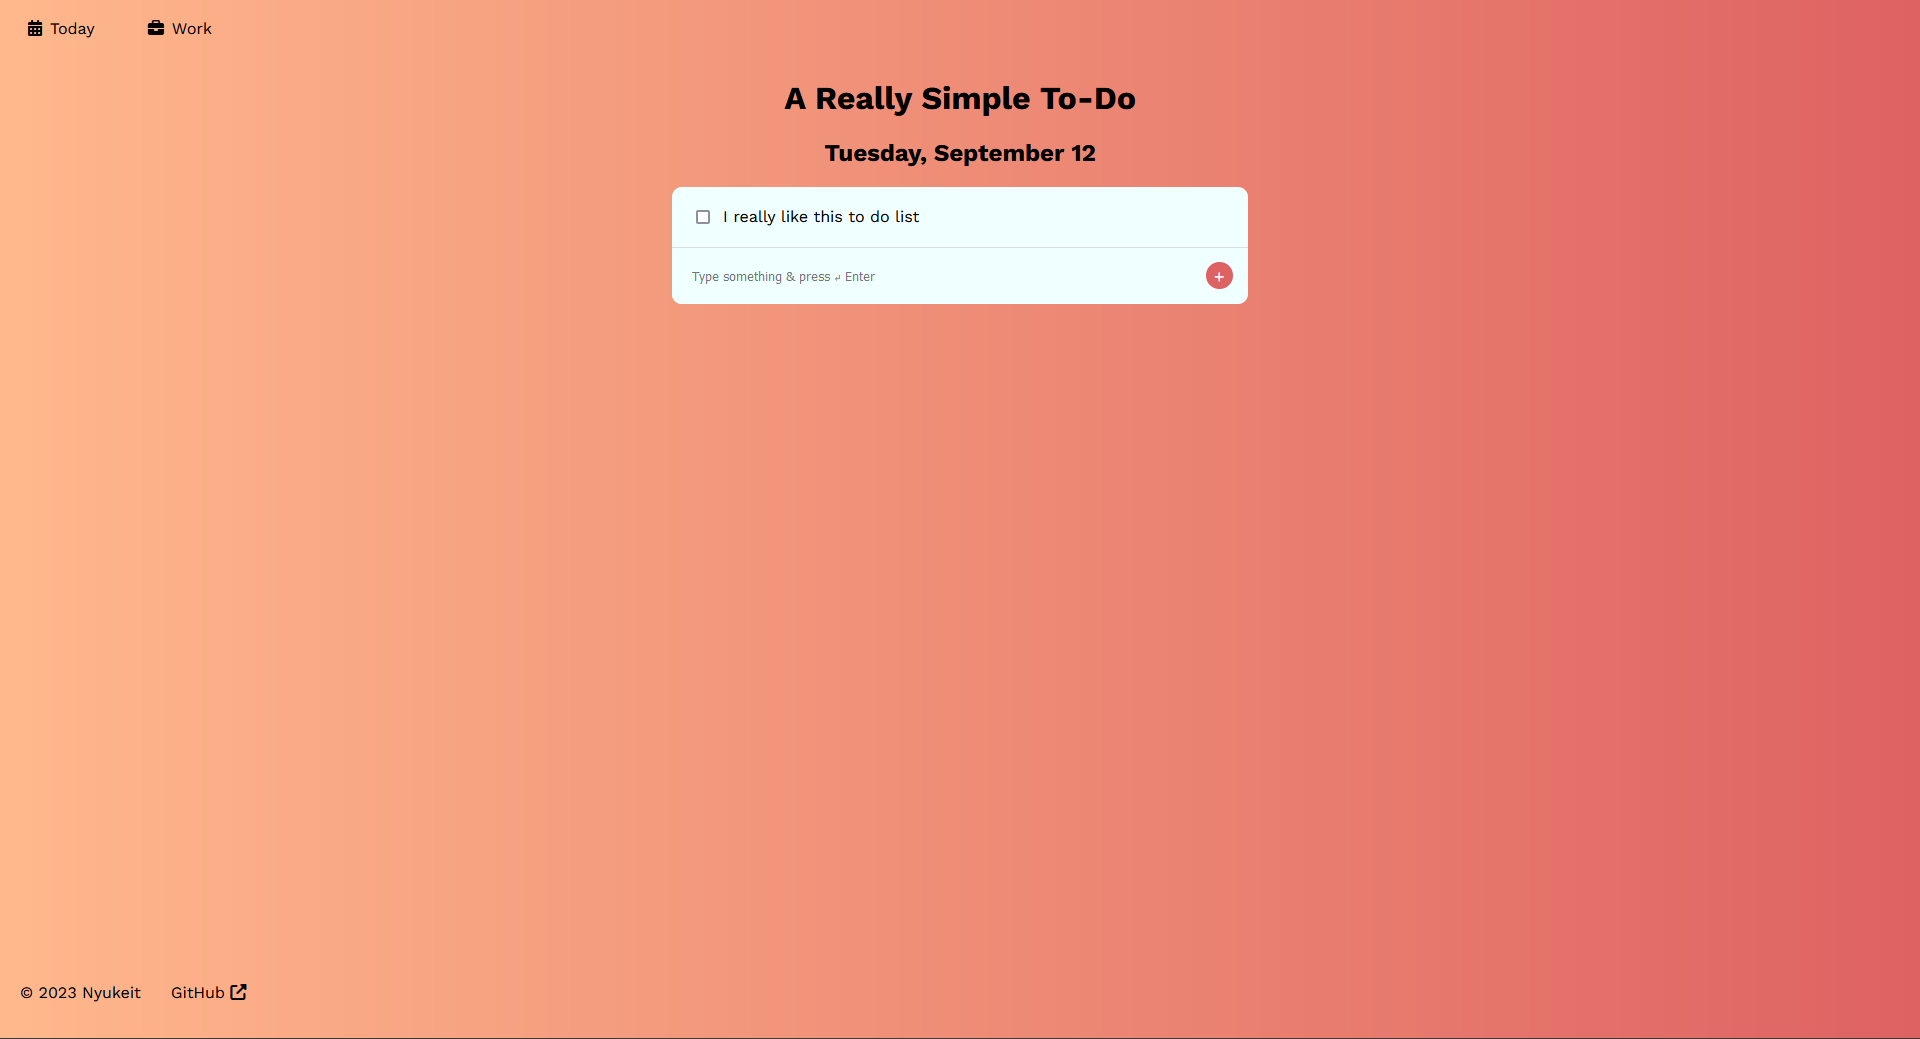 Today
Work
A Really Simple To-Do
Tuesday, September 12
I really like this to do list
Type something & press ↵ Enter
+
© 2023 Nyukeit
GitHub